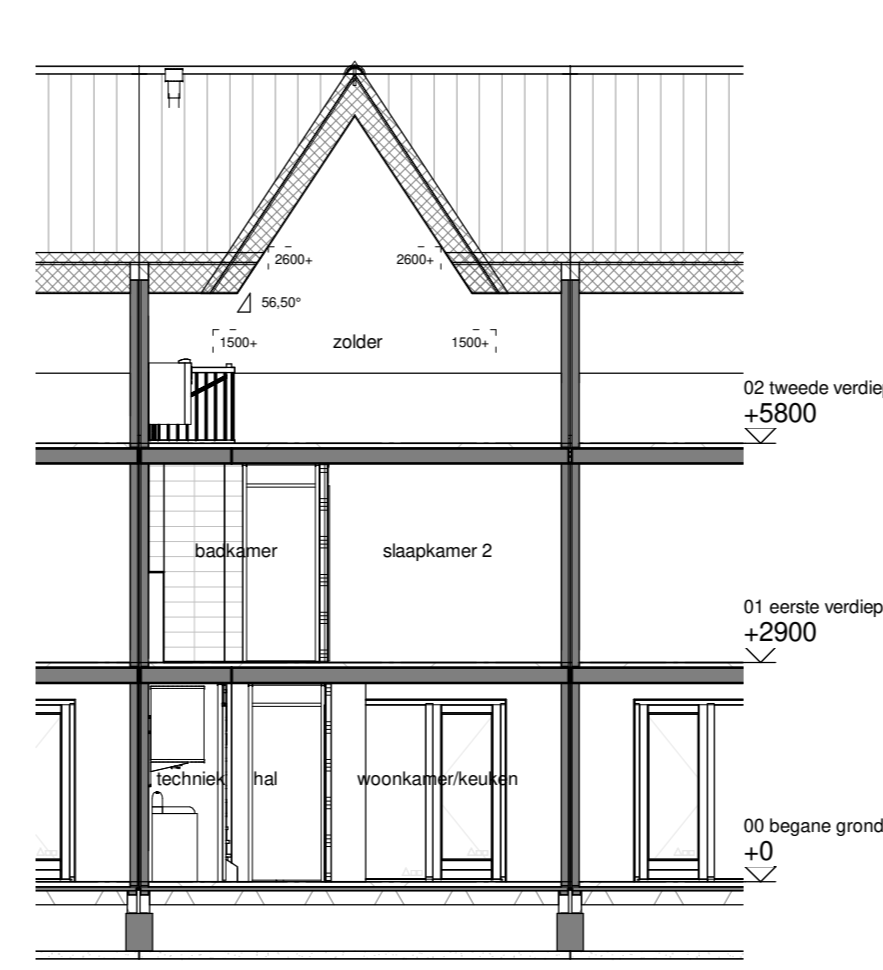 2600+ 2600+
56,50°
1500+ zolder 1500+
02 tweede verdiep
+5800
badkamer slaapkamer 2
01 eerste verdiep
+2900
techniek hal woonkamer/keuken
00 begane grond
+0